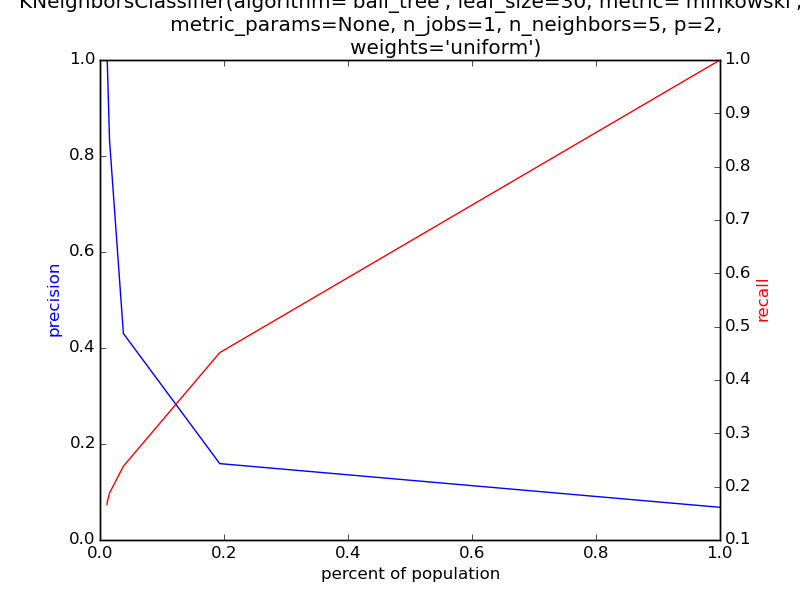 KNeighborsClassifier(algorithm='ball_tree', leaf_size=30, metric='minkowski',
metric_params=None, n_jobs=1, n_neighbors=5, p=2,
weights='uniform')
1.0 1.0
0.9
0.8 0.8
0.7
0.6 0.6
precision recall
0.5
0.4 0.4
0.3
0.2 0.2
0.0 0.1
0.0 0.2 0.4 0.6 0.8 1.0
percent of population